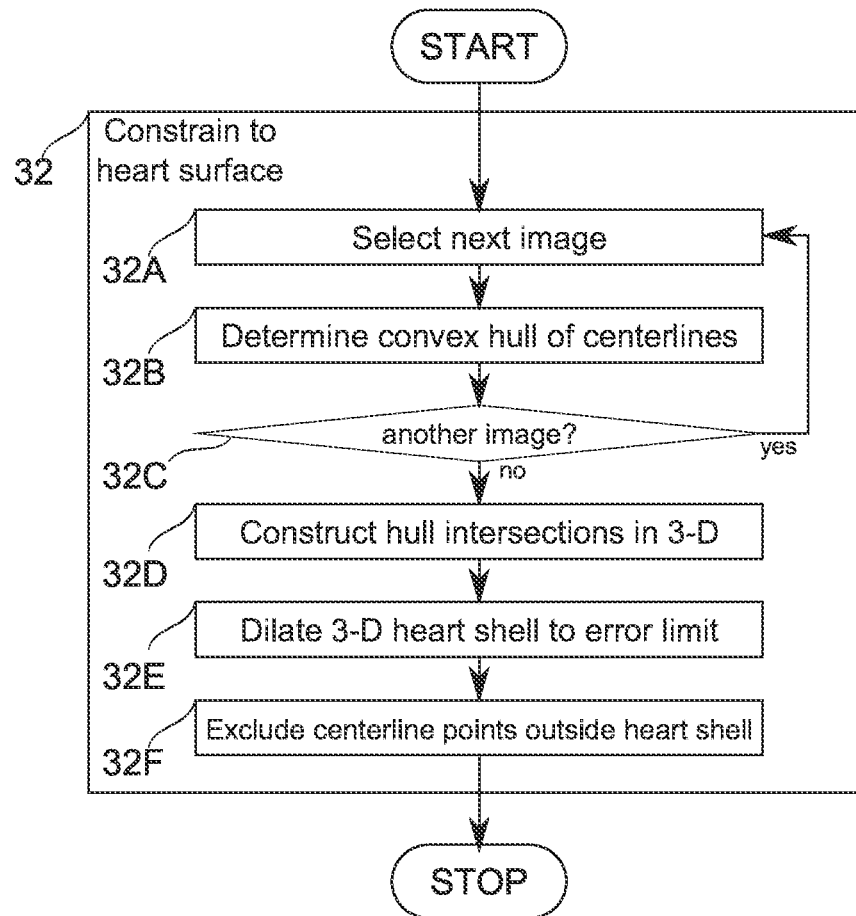 START
Constrain to
heart surface
32
Select next image
32A
Determine convex hull of centerlines
32B
another image?
yes
32C
no
Construct hull intersections in 3-D
32D
Dilate 3-D heart shell to error limit
32E
Exclude centerline points outside heart shell
32F
STOP